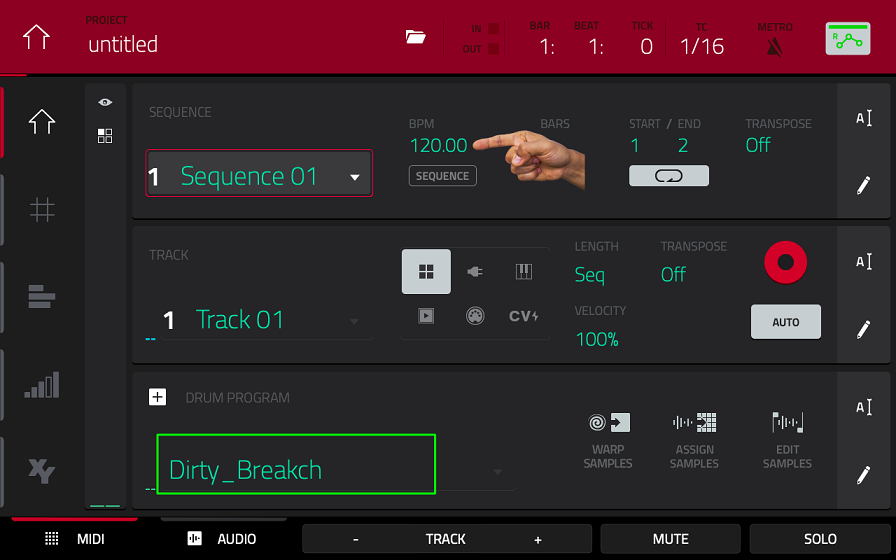 PROJECT
untitled
IN
OUT
BAR
1:
BEAT
1:
TICK
0
TC
1/16
METRO
R
SEQUENCE
1 Sequence 01
BPM
120.00
SEQUENCE
BARS
START / END
1 2
TRANSPOSE
Off
A
TRACK
1 Track 01
CV
LENGTH
Seq
TRANSPOSE
Off
VELOCITY
100%
AUTO
A
DRUM PROGRAM
Dirty_Breakch
WARP
SAMPLES
ASSIGN
SAMPLES
EDIT
SAMPLES
A
XY
MIDI
AUDIO
- TRACK +
MUTE
SOLO